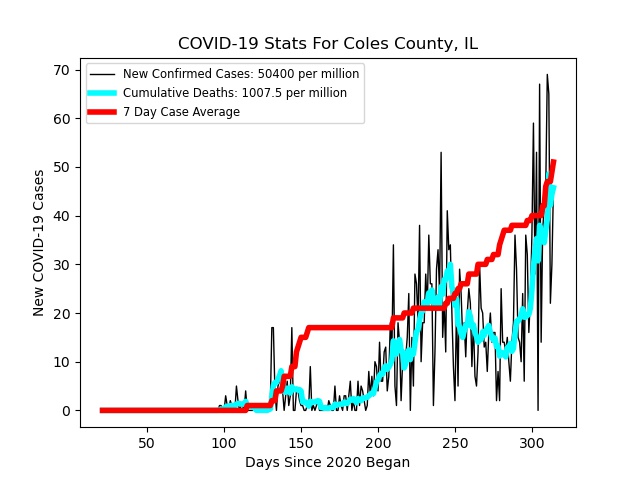 COVID-19 Stats For Coles County, IL
New Confirmed Cases: 50400 per million
Cumulative Deaths: 1007.5 per million
7 Day Case Average
New COVID-19 Cases
70
60
50
40
30
20
10
0
50 100 150 200 250 300
Days Since 2020 Began